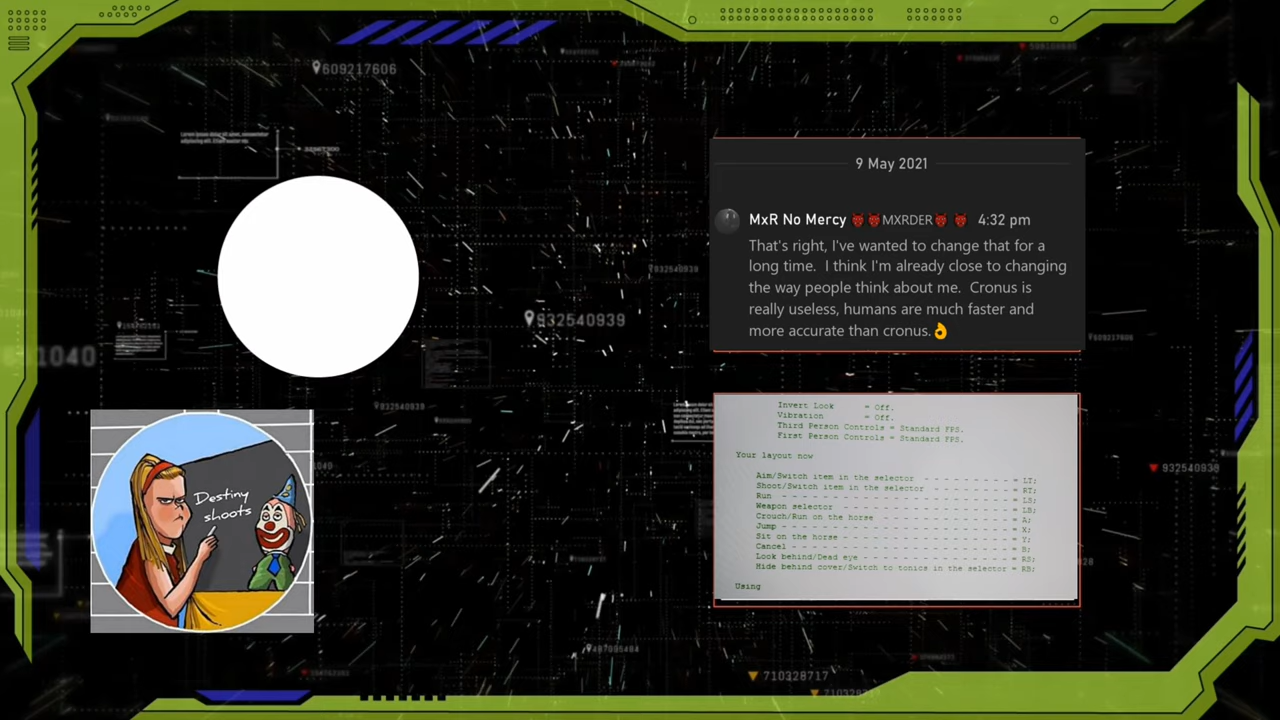 609217606
932540939
9 May 2021
MxR No Mercy 👹👹MXRDER👹 👹 4:32 pm
That's right, I've wanted to change that for a
long time.  I think I'm already close to changing
the way people think about me.  Cronus is
really useless, humans are much faster and
more accurate than cronus.👌
Destiny
shoots
Invert Look = Off.
Vibration = Off.
Third Person Controls = Standard FPS.
First Person Controls = Standard FPS.
Your layout now
Aim/Switch item in the selector - - - - - - - - - - = LT;
Shoot/Switch item in the selector - - - - - - - - - = RT;
Run - - - - - - - - - - - - - - - - - - - - - - - - = LS;
Weapon selector - - - - - - - - - - - - - - - - - - = LB;
Crouch/Run on the horse - - - - - - - - - - - - - - = A;
Jump - - - - - - - - - - - - - - - - - - - - - - - = X;
Sit on the horse - - - - - - - - - - - - - - - - - = Y;
Cancel - - - - - - - - - - - - - - - - - - - - - - = B;
Look behind/Dead eye - - - - - - - - - - - - - - - = RS;
Hide behind cover/Switch to tonics in the selector = RB;
Using
932540939
710328717